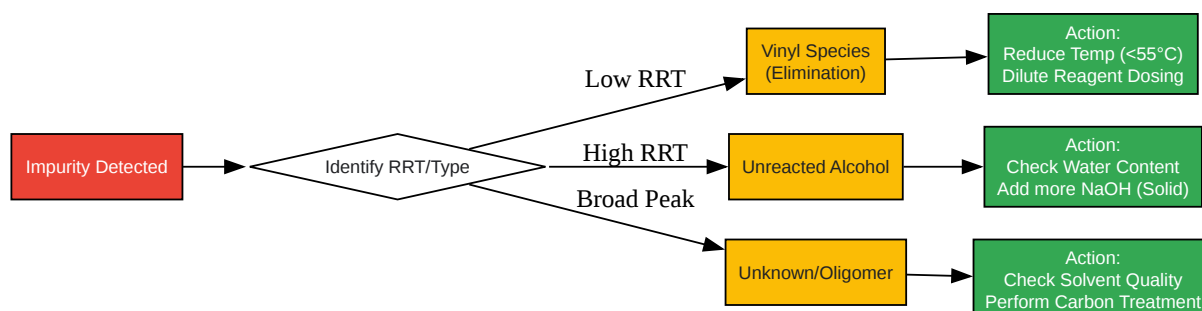 Impurity Detected
Identify RRT/Type
Low RRT
High RRT
Broad Peak
Vinyl Species
(Elimination)
Unreacted Alcohol
Unknown/Oligomer
Action:
Reduce Temp (<55°C)
Dilute Reagent Dosing
Action:
Check Water Content
Add more NaOH (Solid)
Action:
Check Solvent Quality
Perform Carbon Treatment